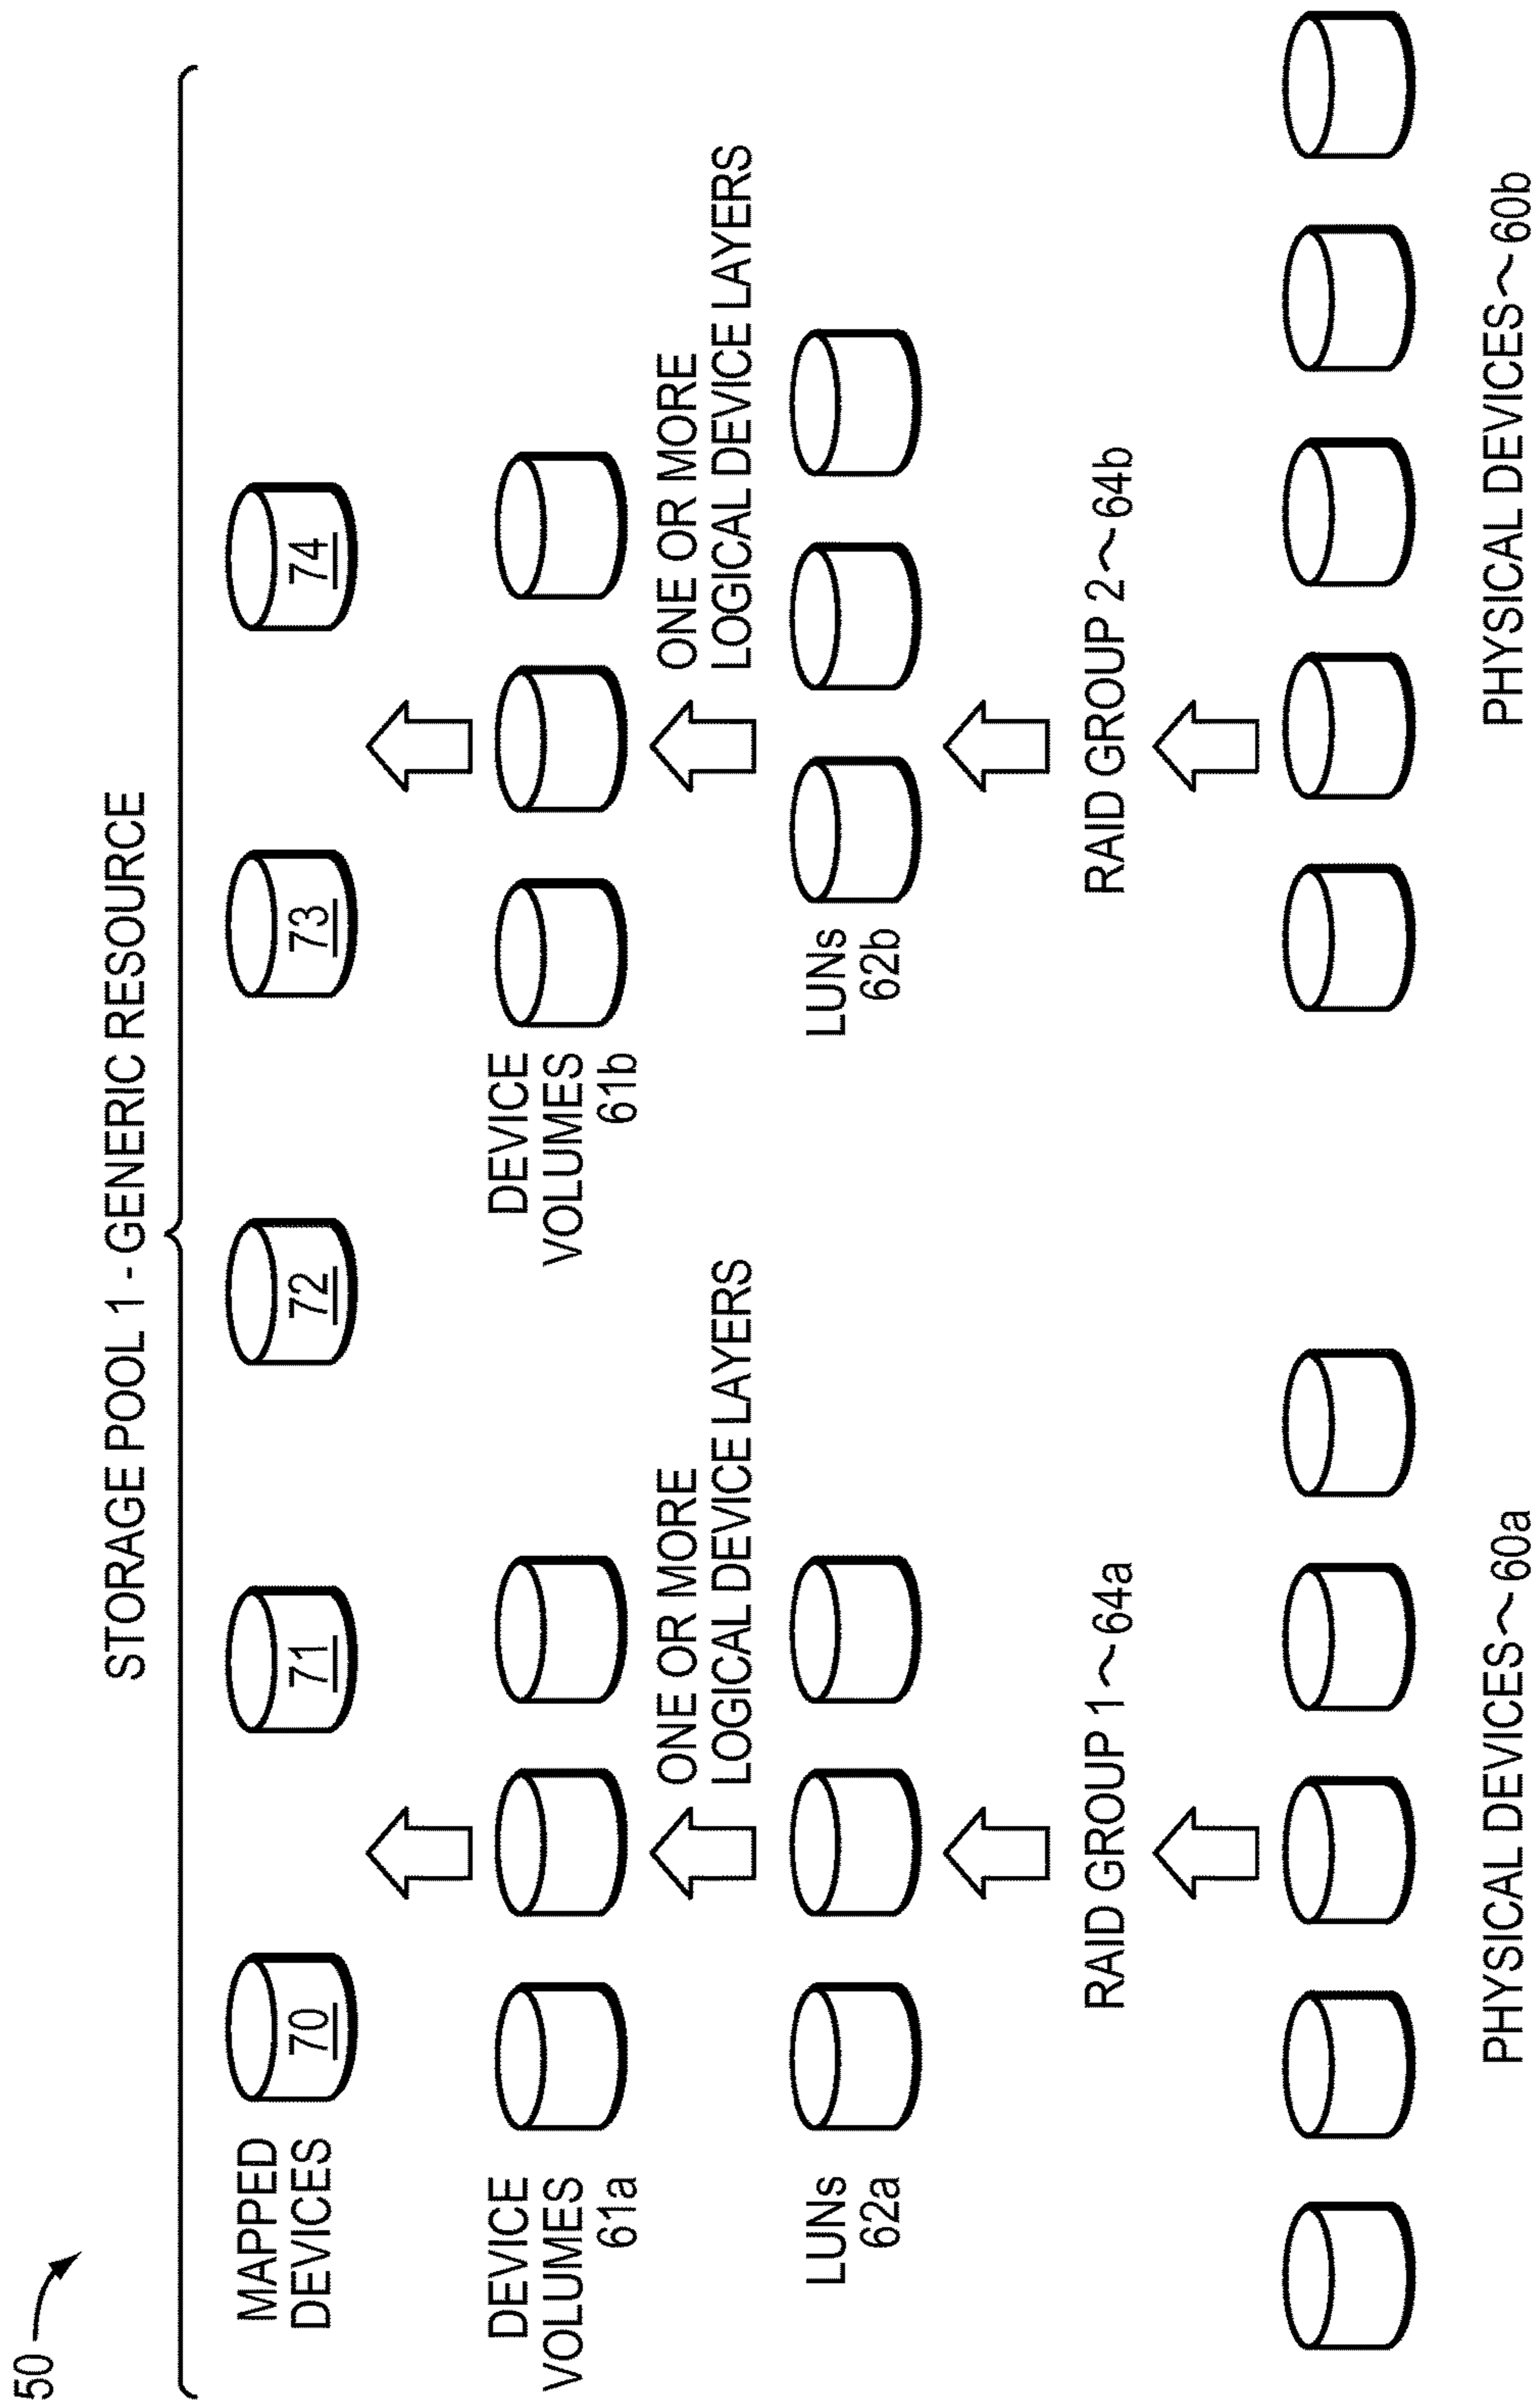 50
STORAGE POOL 1 - GENERIC RESOURCE
MAPPED
DEVICES
70
71
72
73
74
DEVICE
VOLUMES
61a
DEVICE
VOLUMES
61b
ONE OR MORE
LOGICAL DEVICE LAYERS
ONE OR MORE
LOGICAL DEVICE LAYERS
LUNs
62a
LUNs
62b
RAID GROUP 1~64a
RAID GROUP 2~64b
PHYSICAL DEVICES~60a
PHYSICAL DEVICES~60b